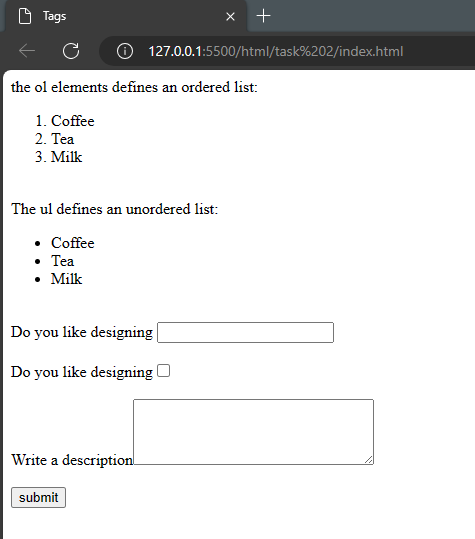 Tags
127.0.0.1:5500/html/task%202/index.html
the ol elements defines an ordered list:
1. Coffee
2. Tea
3. Milk
The ul defines an unordered list:
• Coffee
• Tea
• Milk
Do you like designing
Do you like designing
Write a description
submit